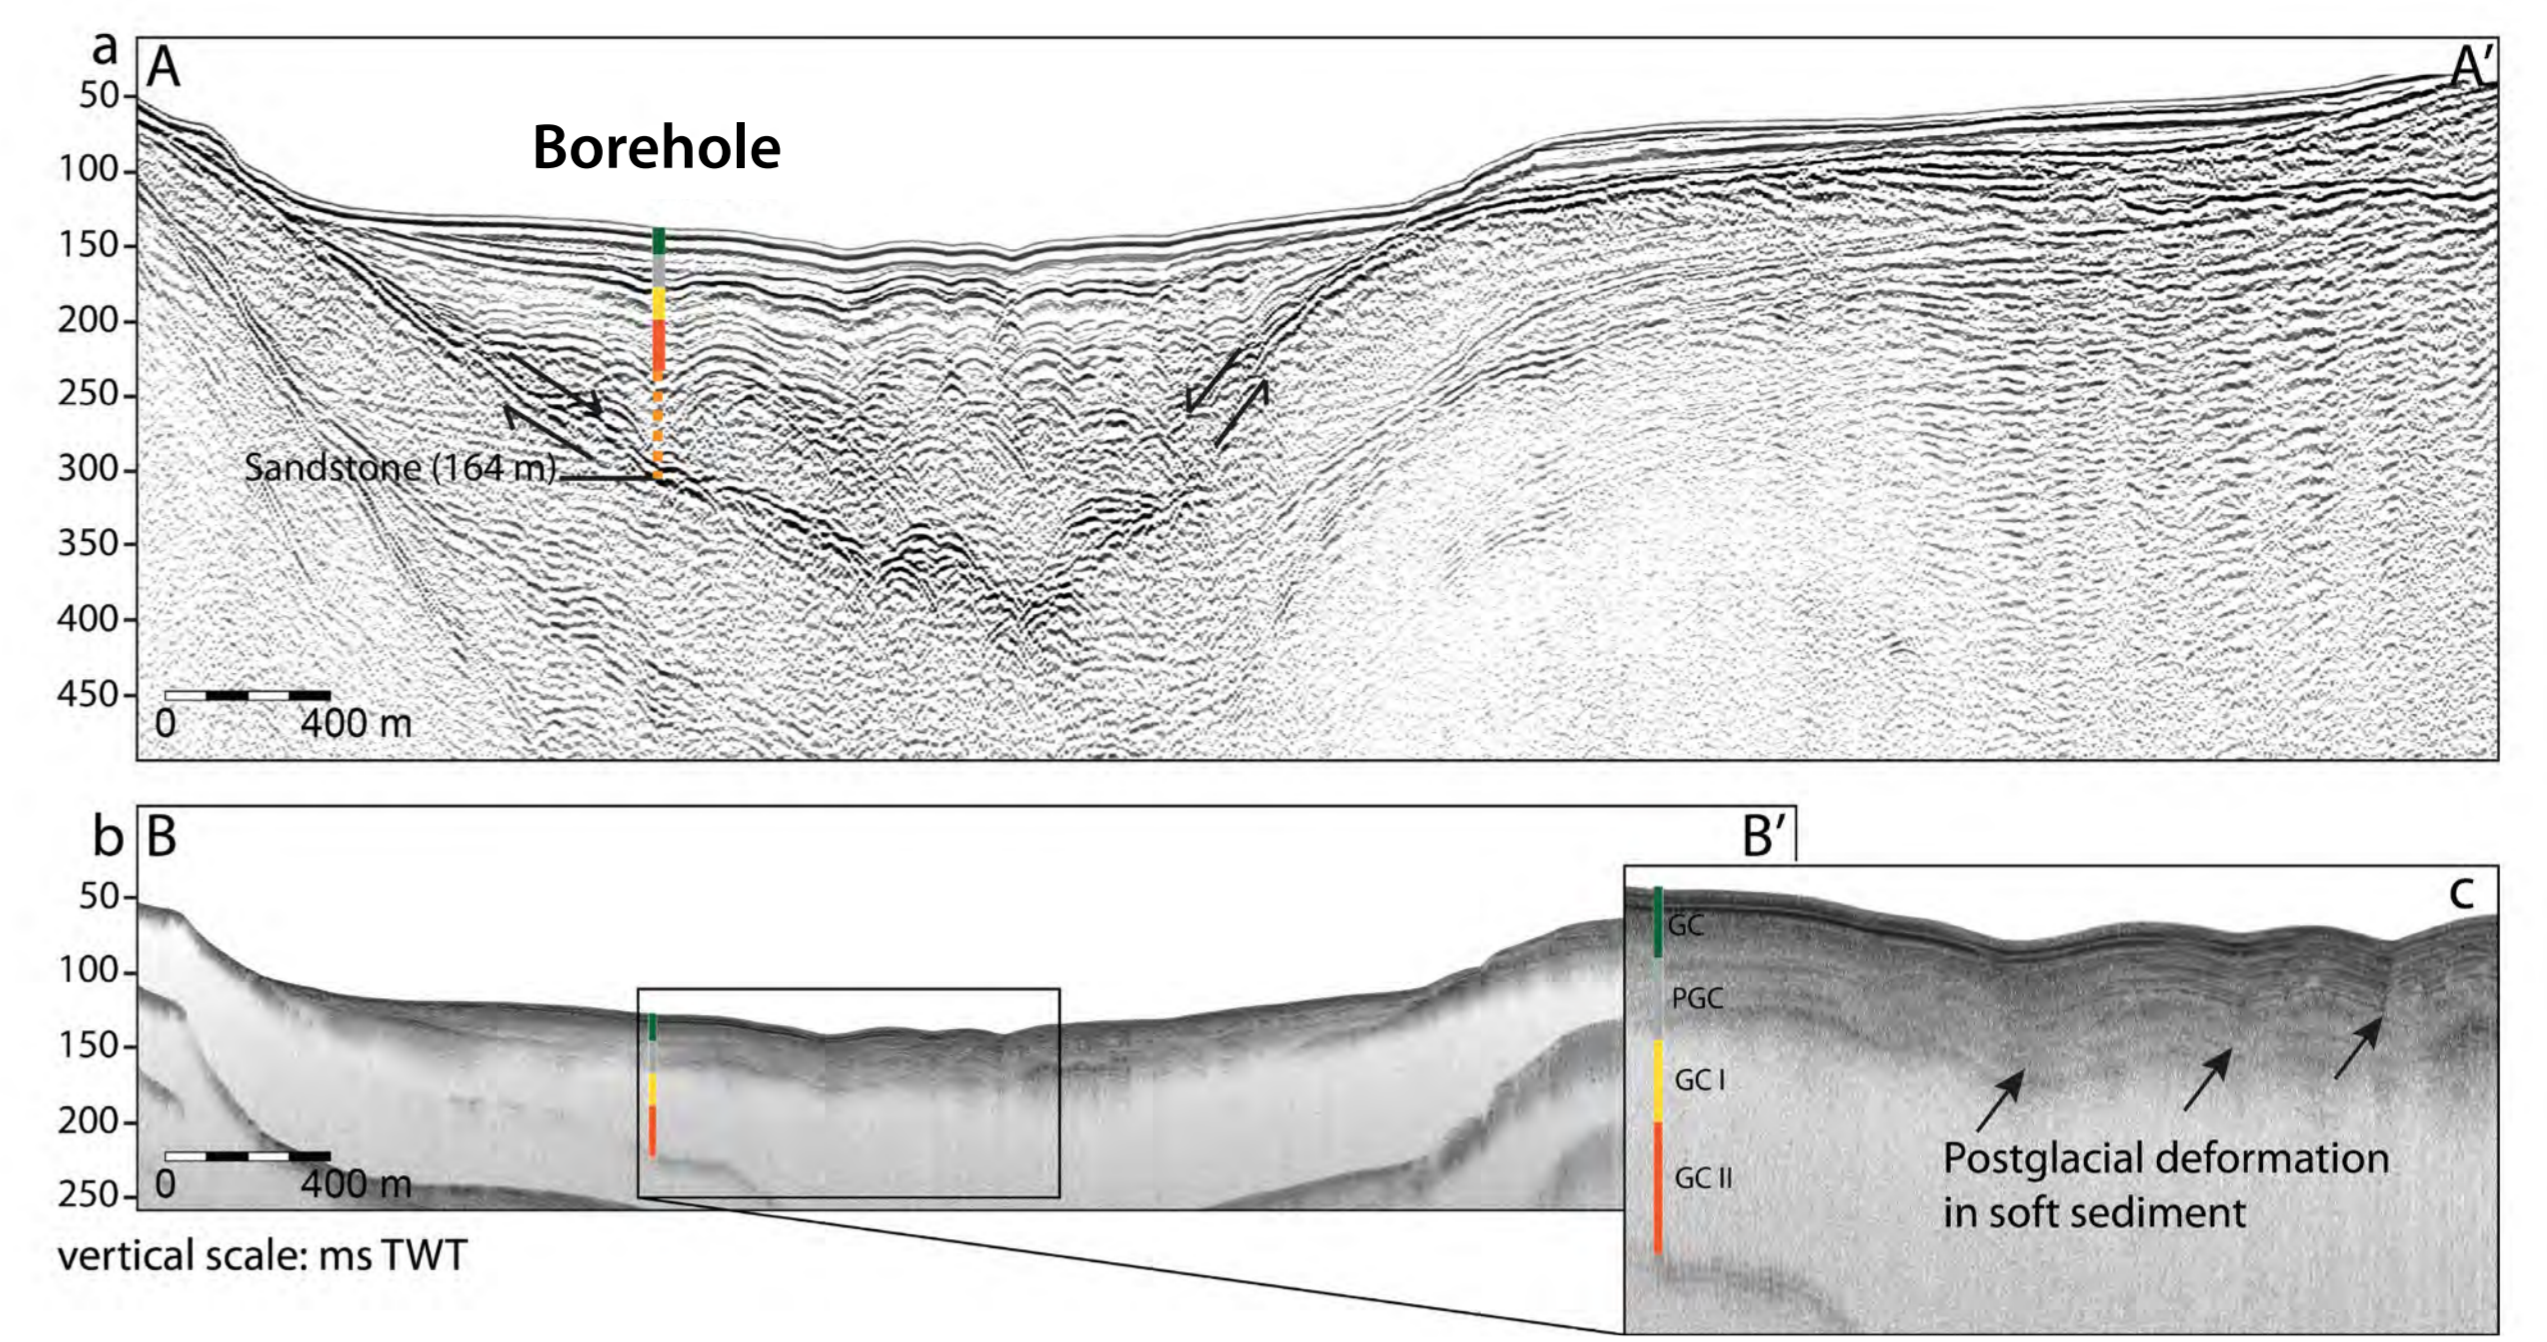 a
A
A′
50
100
150
200
250
300
350
400
450
Borehole
Sandstone (164 m)
0 400 m
b
B
B′
50
100
150
200
250
0 400 m
vertical scale: ms TWT
c
GC
PGC
GC I
GC II
Postglacial deformation
in soft sediment